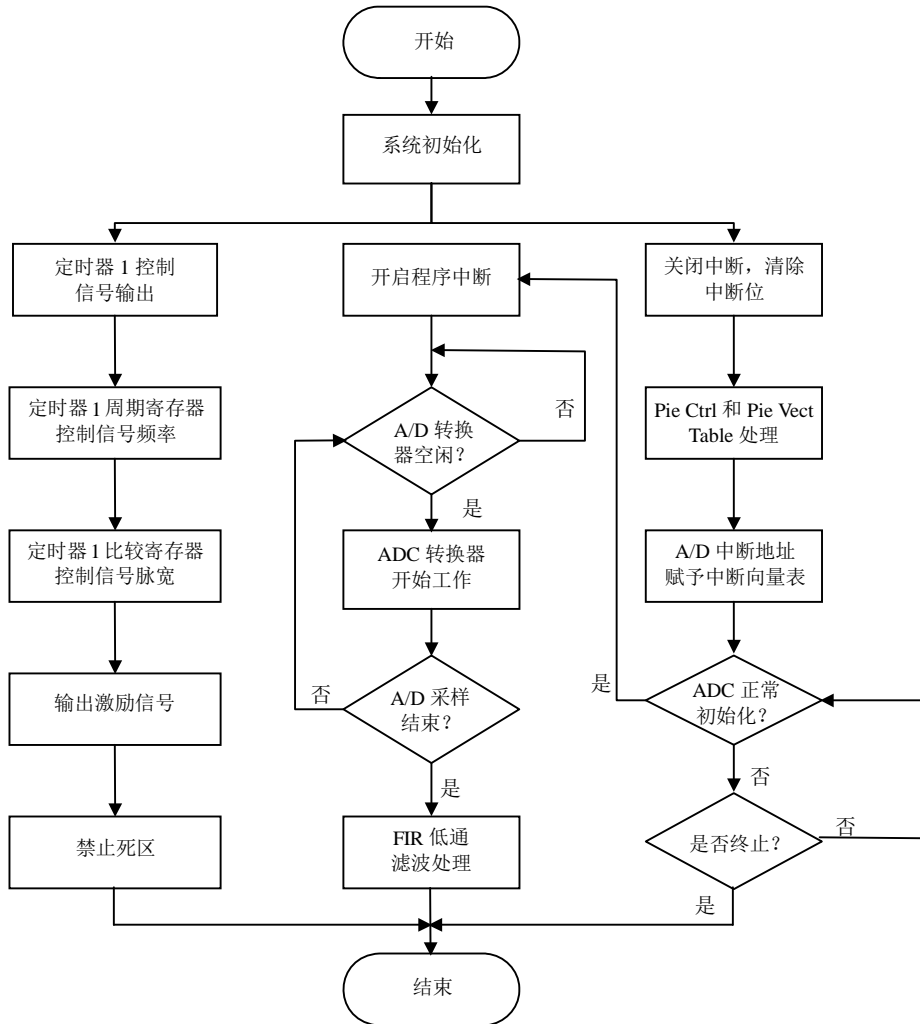 开始
系统初始化
定时器 1 控制
信号输出
定时器 1 周期寄存器
控制信号频率
定时器 1 比较寄存器
控制信号脉宽
输出激励信号
禁止死区
开启程序中断
A/D 转换
器空闲？
否
是
ADC 转换器
开始工作
A/D 采样
结束？
否
是
FIR 低通
滤波处理
关闭中断，清除
中断位
Pie Ctrl 和 Pie Vect
Table 处理
A/D 中断地址
赋予中断向量表
ADC 正常
初始化？
是
否
是否终止？
否
是
结束